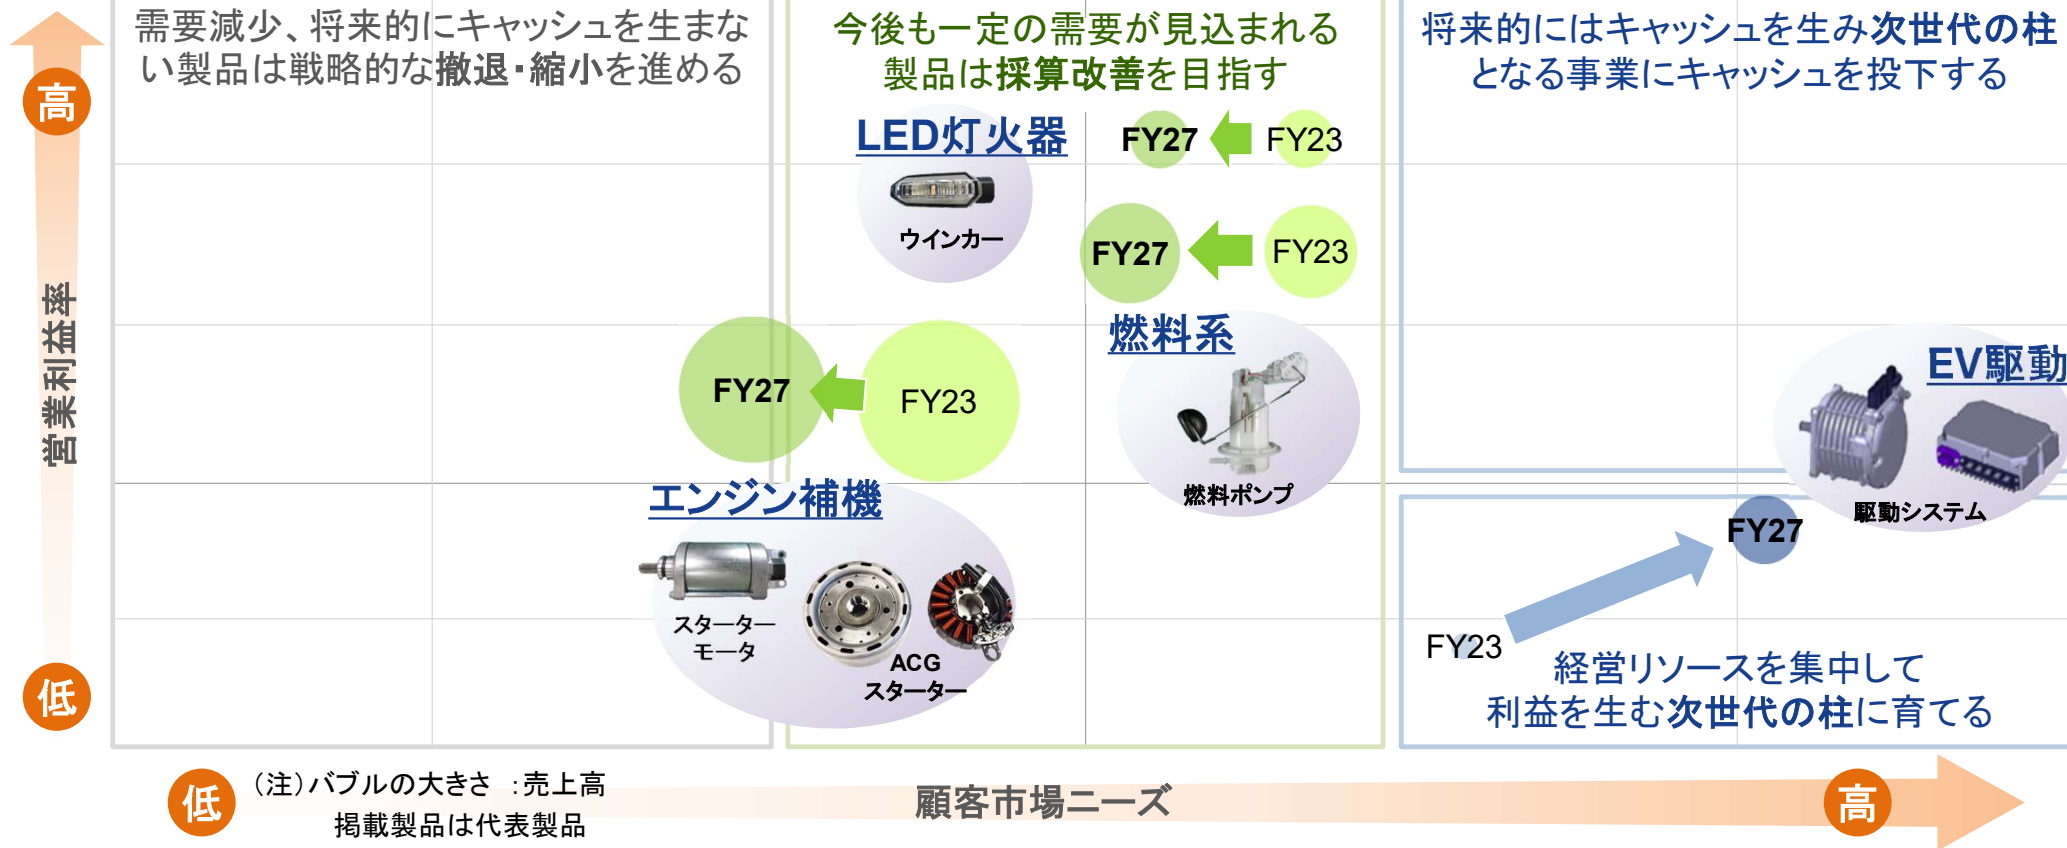 需要減少、将来的にキャッシュを生まな
い製品は戦略的な撤退・縮小を進める
今後も一定の需要が見込まれる
製品は採算改善を目指す
将来的にはキャッシュを生み次世代の柱
となる事業にキャッシュを投下する
高
営業利益率
低
LED灯火器
ウインカー
FY27
FY23
FY27
FY23
燃料系
燃料ポンプ
FY27
FY23
エンジン補機
スターター
モータ
ACG
スターター
EV駆動
駆動システム
FY27
FY23
経営リソースを集中して
利益を生む次世代の柱に育てる
低
(注)バブルの大きさ :売上高
掲載製品は代表製品
顧客市場ニーズ
高